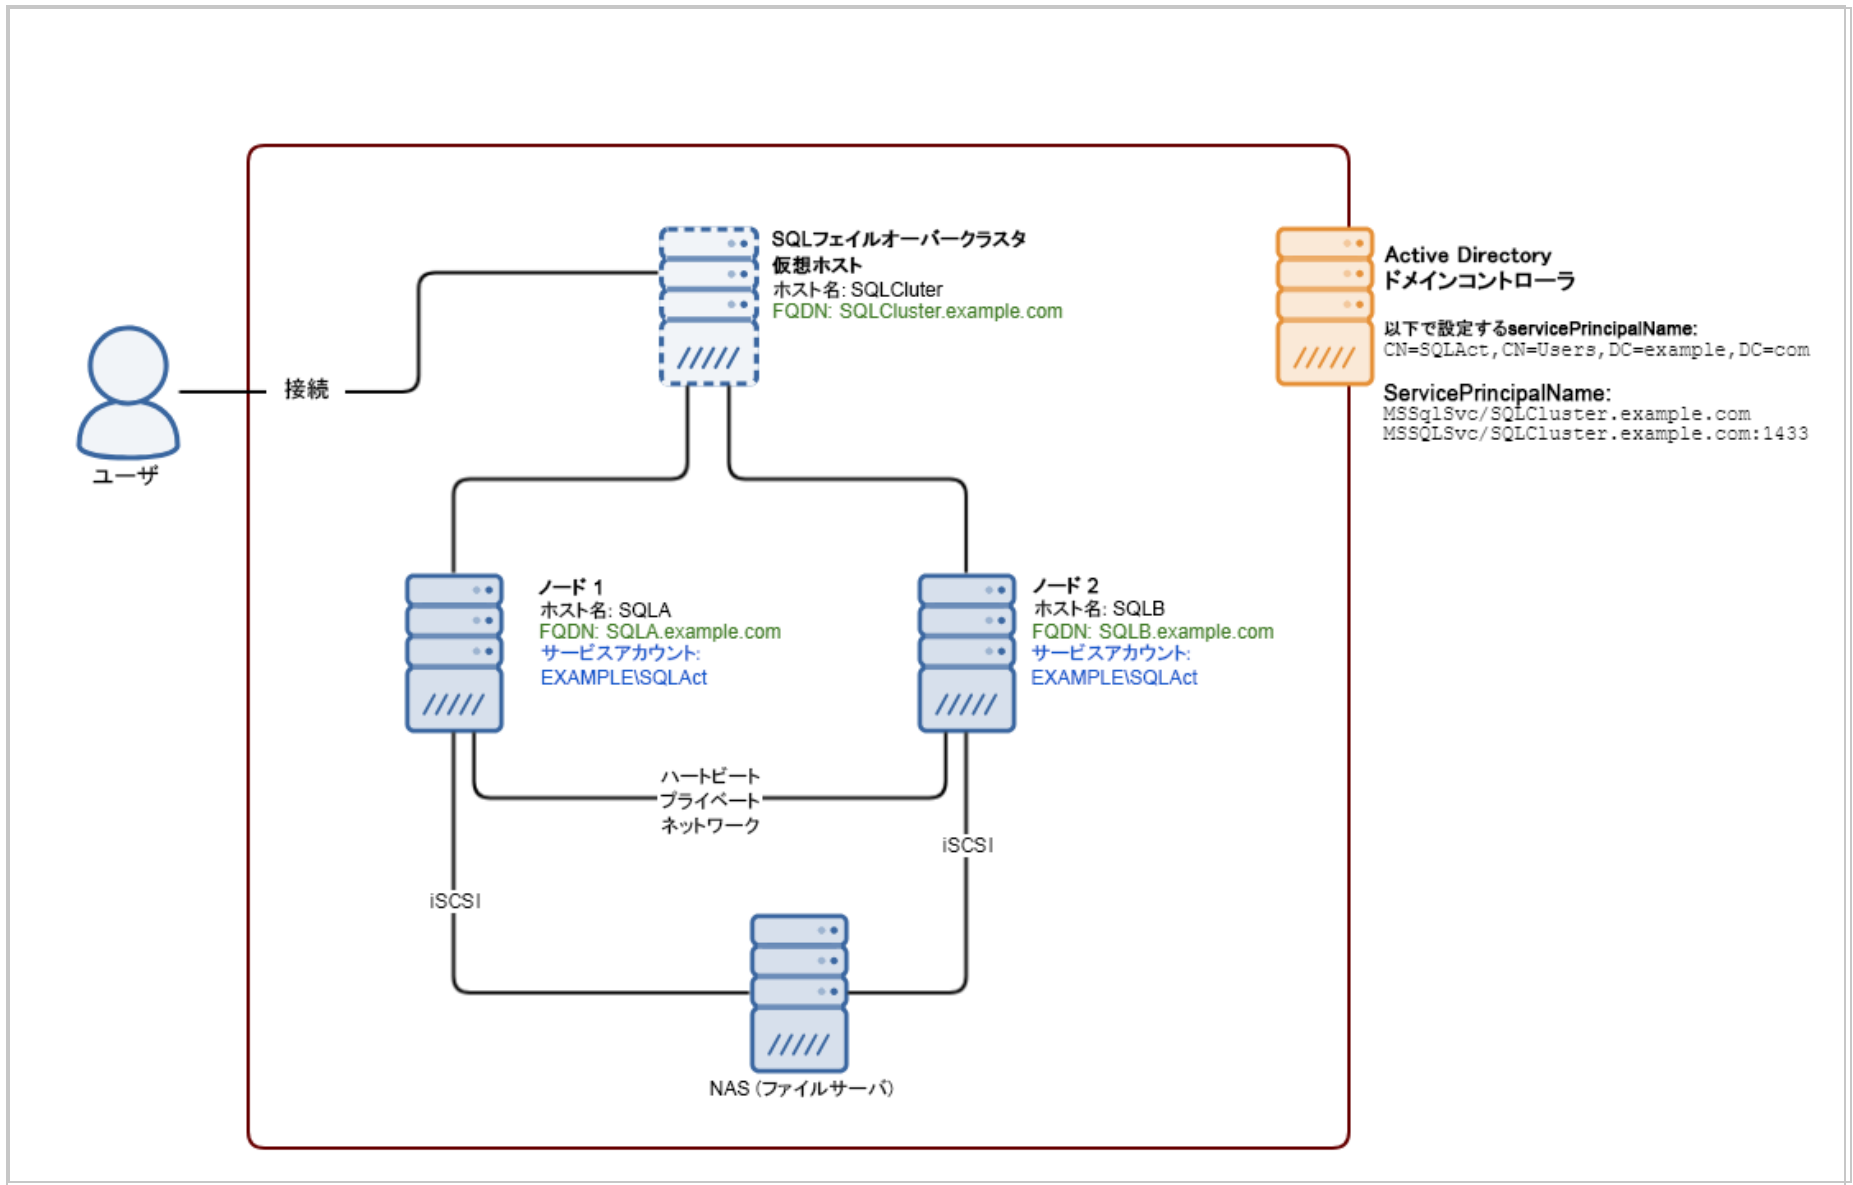 SQLフェイルオーバークラスタ
仮想ホスト
ホスト名: SQLCluter
FQDN: SQLCluster.example.com
Active Directory
ドメインコントローラ
以下で設定するservicePrincipalName:
CN=SQLAct,CN=Users,DC=example,DC=com
ServicePrincipalName:
MSSqlSvc/SQLCluster.example.com
MSSQLSvc/SQLCluster.example.com:1433
接続
ユーザ
ノード 1
ホスト名: SQLA
FQDN: SQLA.example.com
サービスアカウント:
EXAMPLE\SQLAct
ノード 2
ホスト名: SQLB
FQDN: SQLB.example.com
サービスアカウント:
EXAMPLE\SQLAct
ハートビート
プライベート
ネットワーク
iSCSI
iSCSI
NAS (ファイルサーバ)